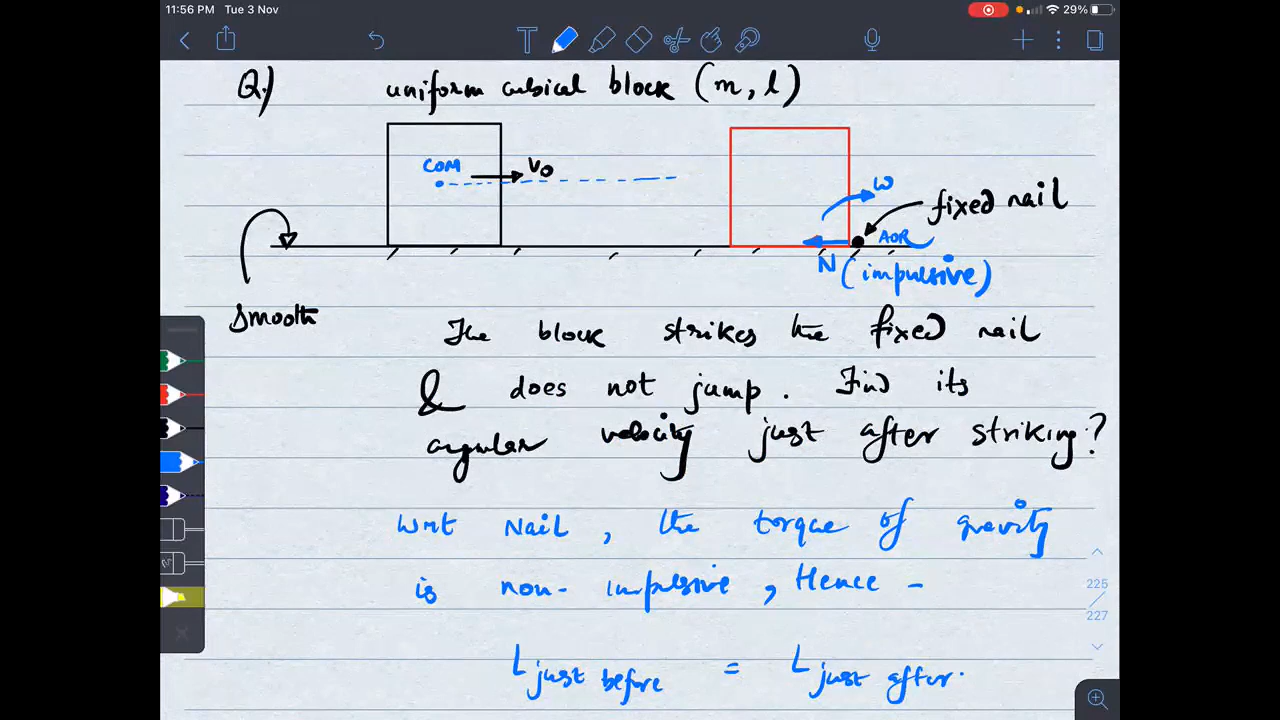 11:56 PM Tue 3 Nov 29%
Q.) uniform cubical block (m, l)
COM V₀
ω
fixed nail
AOR
N (impulsive)
Smooth
The block strikes the fixed nail
& does not jump. Find its
angular velocity just after striking?
wrt Nail, the torque of gravity
is non-impulsive, Hence -
L just before = L just after.
225
227